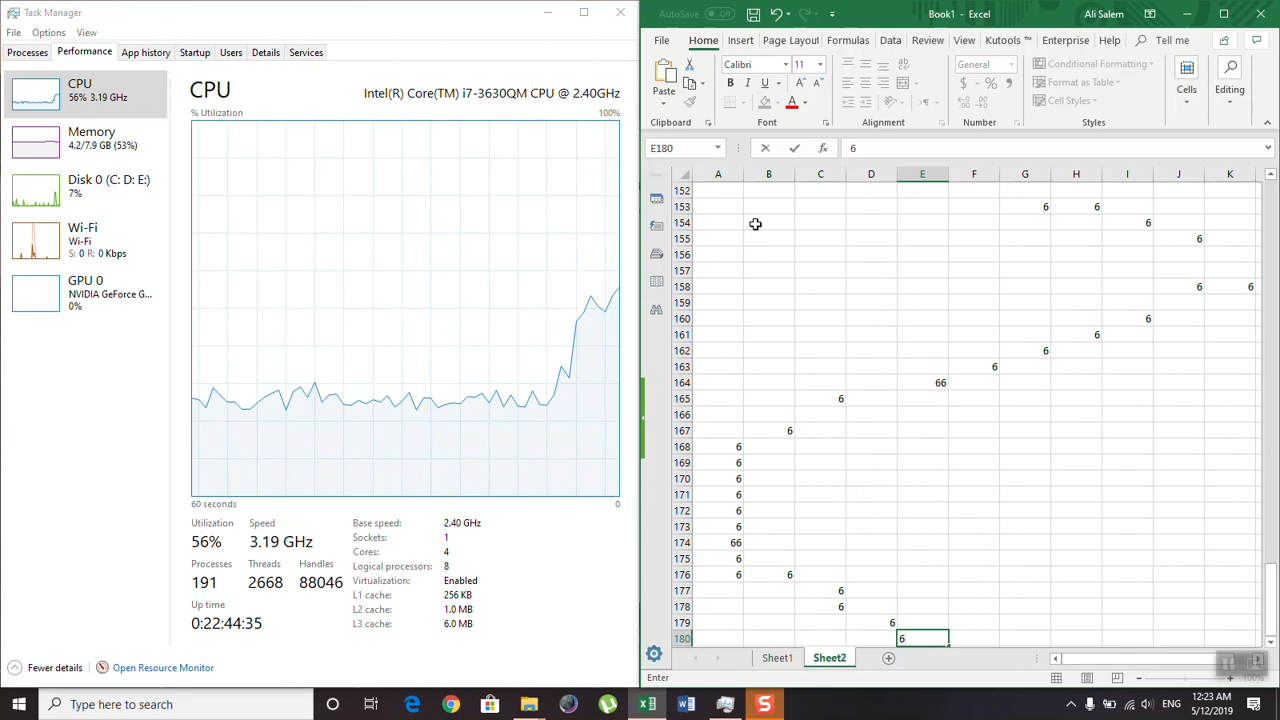 Task Manager
File Options View
Processes Performance App history Startup Users Details Services
CPU
56% 3.19 GHz
Memory
4.2/7.9 GB (53%)
Disk 0 (C: D: E:)
7%
Wi-Fi
Wi-Fi
S: 0 R: 0 Kbps
GPU 0
NVIDIA GeForce G...
0%
CPU
Intel(R) Core(TM) i7-3630QM CPU @ 2.40GHz
% Utilization 100%
60 seconds 0
Utilization Speed
56% 3.19 GHz
Processes Threads Handles
191 2668 88046
Up time
0:22:44:35
Base speed: 2.40 GHz
Sockets: 1
Cores: 4
Logical processors: 8
Virtualization: Enabled
L1 cache: 256 KB
L2 cache: 1.0 MB
L3 cache: 6.0 MB
Fewer details Open Resource Monitor
AutoSave Off Book1 - Excel Ali Salem
File Home Insert Page Layout Formulas Data Review View Kutools ™ Enterprise Help Tell me
Paste
Calibri 11
B I U
General
$ % ,
Conditional Formatting
Format as Table
Cell Styles
Cells
Editing
Clipboard Font Alignment Number Styles
E180 6
A B C D E F G H I J K
152
153 6 6
154 6
155 6
156
157
158 6 6
159
160 6
161 6
162 6
163 6
164 66
165 6
166
167 6
168 6
169 6
170 6
171 6
172 6
173 6
174 66
175 6
176 6 6
177 6
178 6
179 6
180 6
Sheet1 Sheet2
Enter 100%
Type here to search
ENG
12:23 AM
5/12/2019